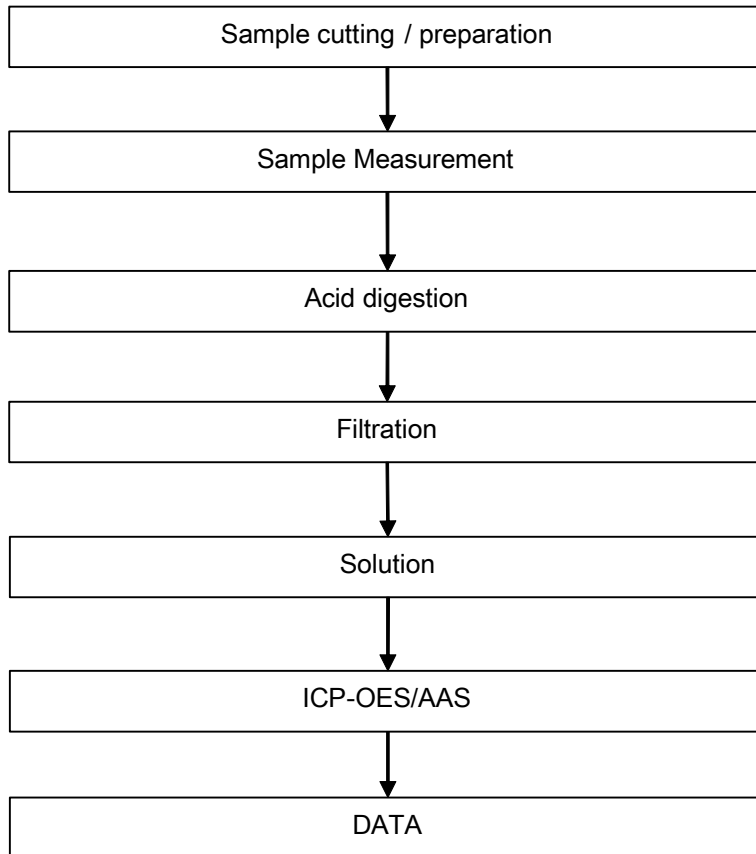 Sample cutting / preparation
Sample Measurement
Acid digestion
Filtration
Solution
ICP-OES/AAS
DATA